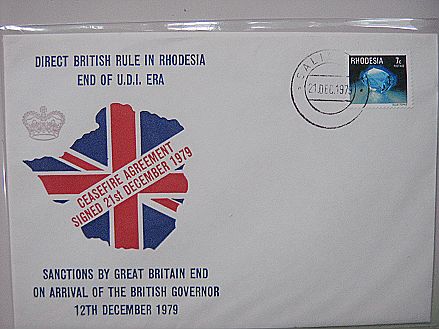 DIRECT BRITISH RULE IN RHODESIA
END OF U.D.I. ERA
21.DEC.1979
RHODESIA 7c
CEASEFIRE AGREEMENT
SIGNED 21st DECEMBER 1979
SANCTIONS BY GREAT BRITAIN END
ON ARRIVAL OF THE BRITISH GOVERNOR
12TH DECEMBER 1979